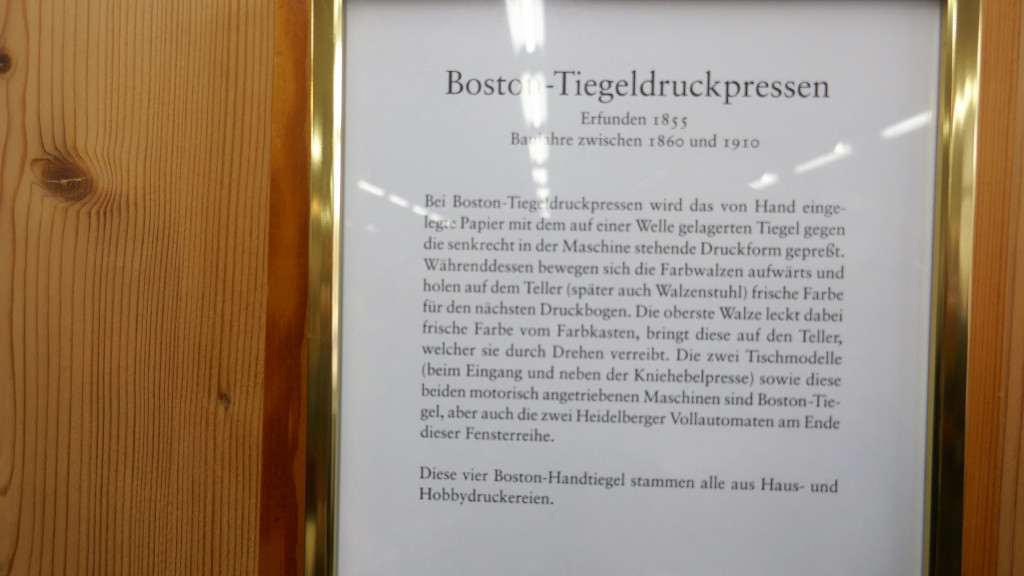 Boston-Tiegeldruckpressen
Erfunden 1855
Baujahre zwischen 1860 und 1910
Bei Boston-Tiegeldruckpressen wird das von Hand einge-
legte Papier mit dem auf einer Welle gelagerten Tiegel gegen
die senkrecht in der Maschine stehende Druckform gepreßt.
Währenddessen bewegen sich die Farbwalzen aufwärts und
holen auf dem Teller (später auch Walzenstuhl) frische Farbe
für den nächsten Druckbogen. Die oberste Walze leckt dabei
frische Farbe vom Farbkasten, bringt diese auf den Teller,
welcher sie durch Drehen verreibt. Die zwei Tischmodelle
(beim Eingang und neben der Kniehebelpresse) sowie diese
beiden motorisch angetriebenen Maschinen sind Boston-Tie-
gel, aber auch die zwei Heidelberger Vollautomaten am Ende
dieser Fensterreihe.
Diese vier Boston-Handtiegel stammen alle aus Haus- und
Hobbydruckereien.